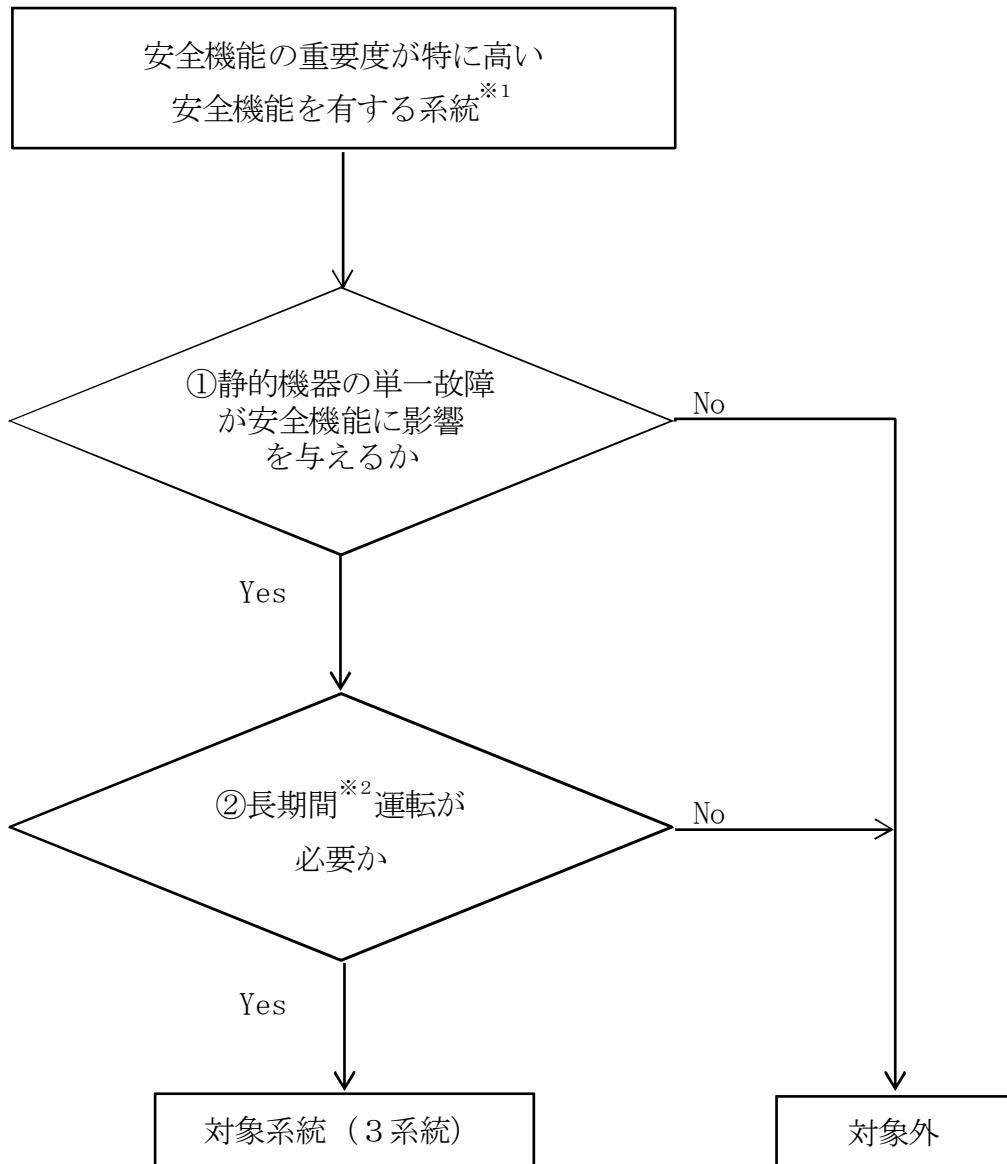 安全機能の重要度が特に高い
安全機能を有する系統※1
①静的機器の単一故障
が安全機能に影響
を与えるか
No
Yes
②長期間※2運転が
必要か
No
Yes
対象系統（３系統）
対象外